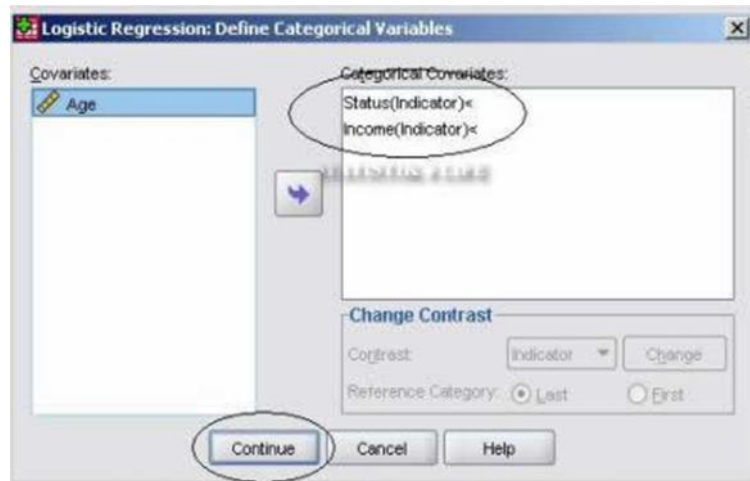 Logistic Regression: Define Categorical Variables
Covariates:
Categorical Covariates:
Age
Status(Indicator)<
Income(Indicator)<
Change Contrast
Contrast:
Indicator
Change
Reference Category:
Last
First
Continue
Cancel
Help